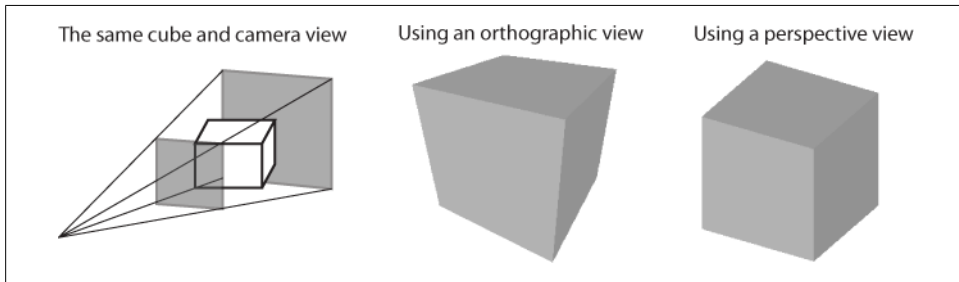 The same cube and camera view
Using an orthographic view
Using a perspective view